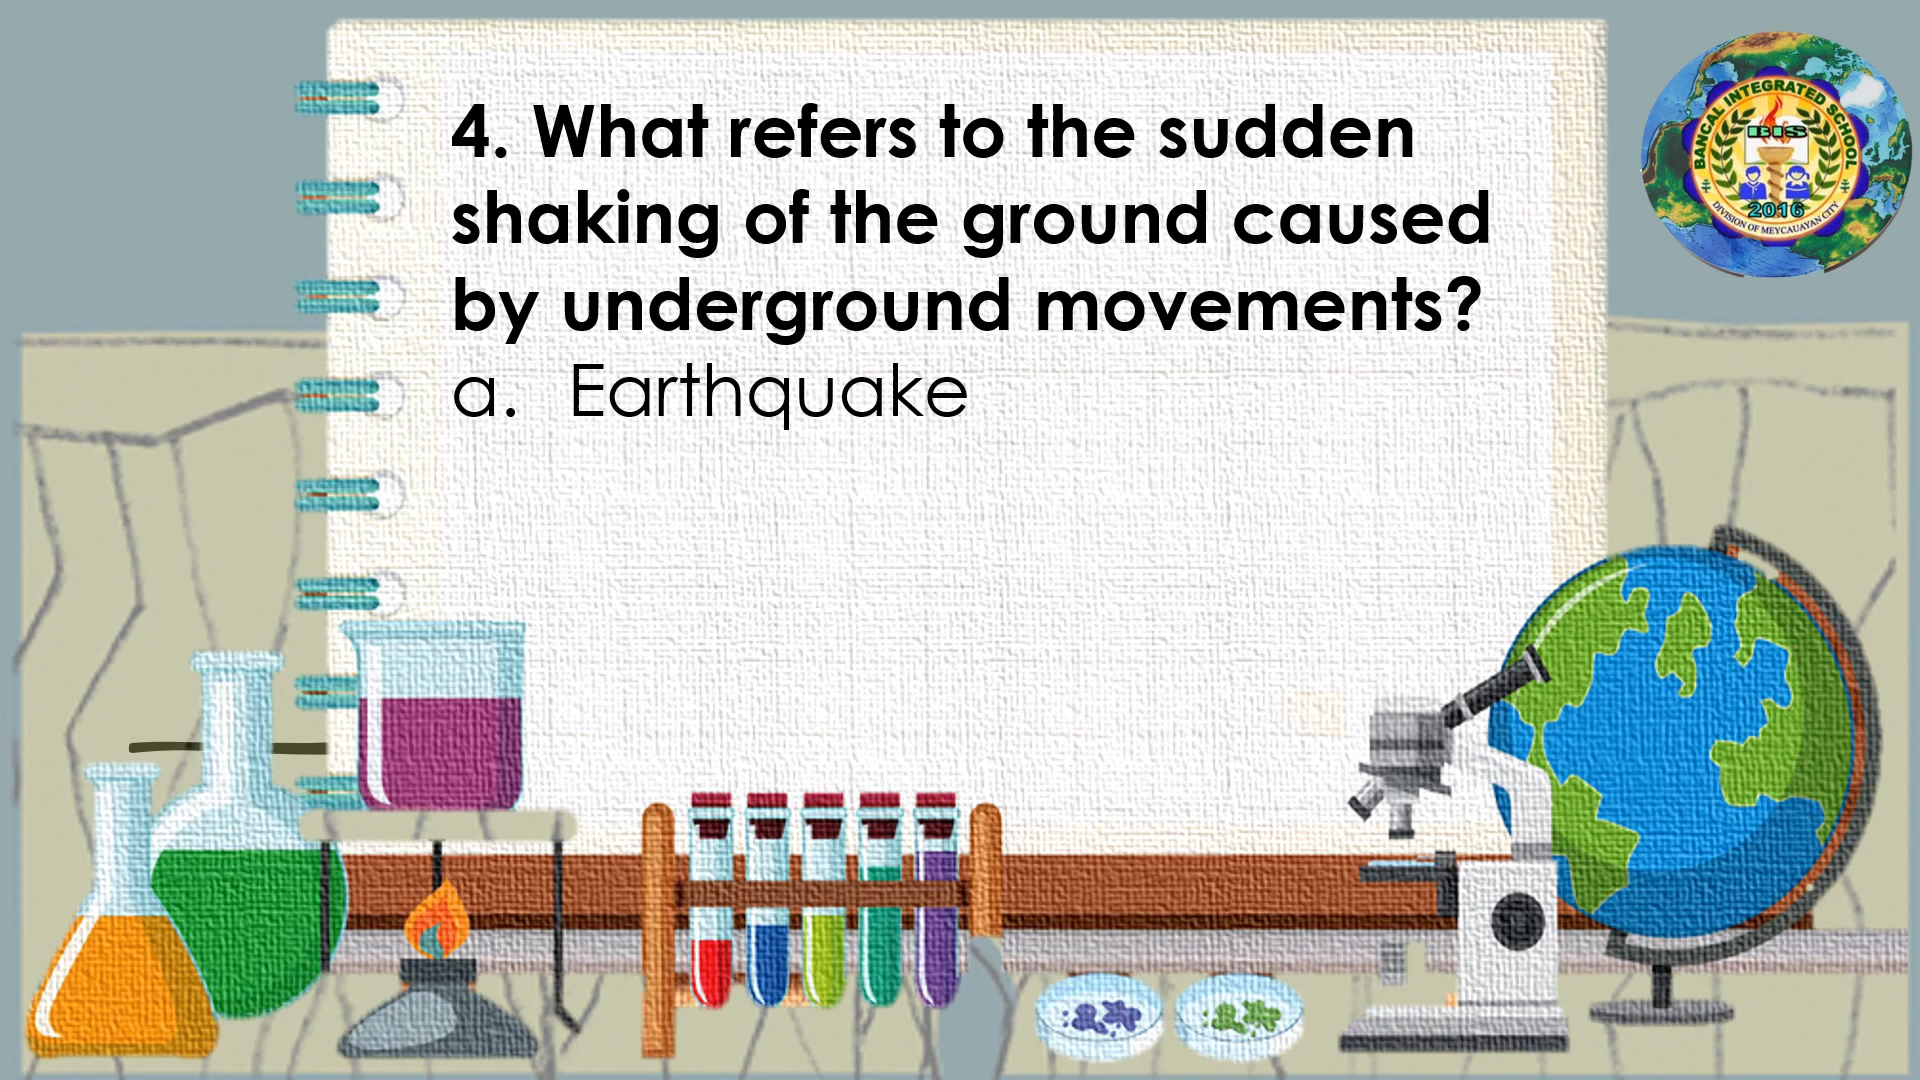 4. What refers to the sudden
shaking of the ground caused
by underground movements?
a. Earthquake
BANCAL INTEGRATED SCHOOL
BIS
2016
DIVISION OF MEYCAUAYAN CITY